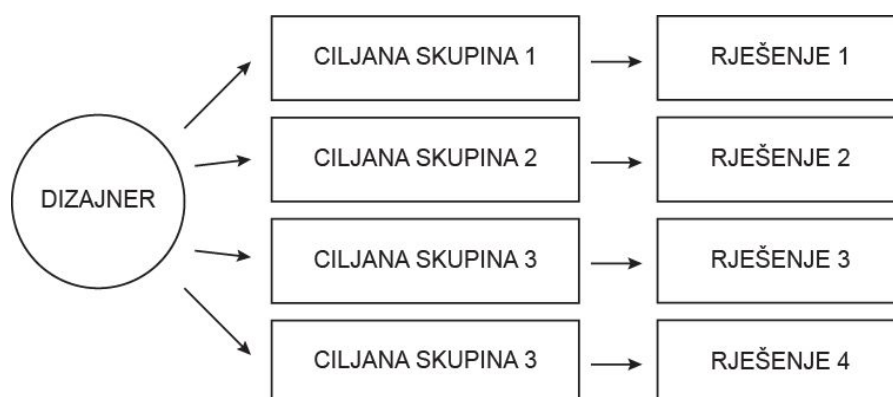 CILJANA SKUPINA 1
RJEŠENJE 1
CILJANA SKUPINA 2
RJEŠENJE 2
DIZAJNER
CILJANA SKUPINA 3
RJEŠENJE 3
CILJANA SKUPINA 3
RJEŠENJE 4